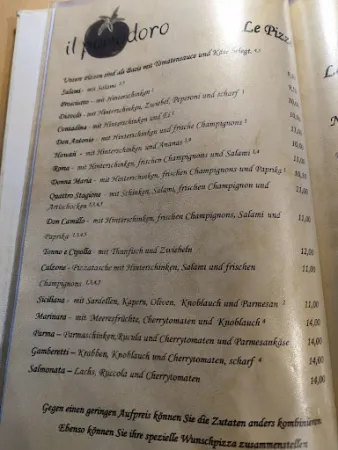 il pomodoro
Le Pizz
Unsere Pizzen sind als Basis mit Tomatensauce und Käse belegt.
Salami - mit Salami
Prosciutto - mit Hinterschinken
Diavola - mit Hinterschinken, Zwiebel, Peperoni und scharf
Contadina - mit Hinterschinken und Ei
Don Antonio - mit Hinterschinken und frische Champignons
Hawaii - mit Hinterschinken und Ananas
Roma - mit Hinterschinken, frischen Champignons und Salami
Donna Maria - mit Hinterschinken, frischen Champignons und Paprika
Quattro Stagione - mit Schinken, Salami, frischen Champignon und
Artischocken
Don Camillo - mit Hinterschinken, frischen Champignons, Salami und 11,00
Paprika
Tonno e Cipolla - mit Thunfisch und Zwiebeln 12,00
Calzone - Pizzatasche mit Hinterschinken, Salami und frischen 11,00
Champignons
Siciliana - mit Sardellen, Kapern, Oliven, Knoblauch und Parmesan 11,00
Marinara - mit Meeresfrüchte, Cherrytomaten und Knoblauch 14,00
Parma – Parmaschinken, Rucula und Cherrytomaten und Parmesankäse 14,00
Gamberetti – Krabben, Knoblauch und Cherrytomaten, scharf 14,00
Salmonata – Lachs, Ruccola und Cherrytomaten 14,00
Gegen einen geringen Aufpreis können Sie die Zutaten anders kombinieren
Ebenso können Sie ihre spezielle Wunschpizza zusammenstellen